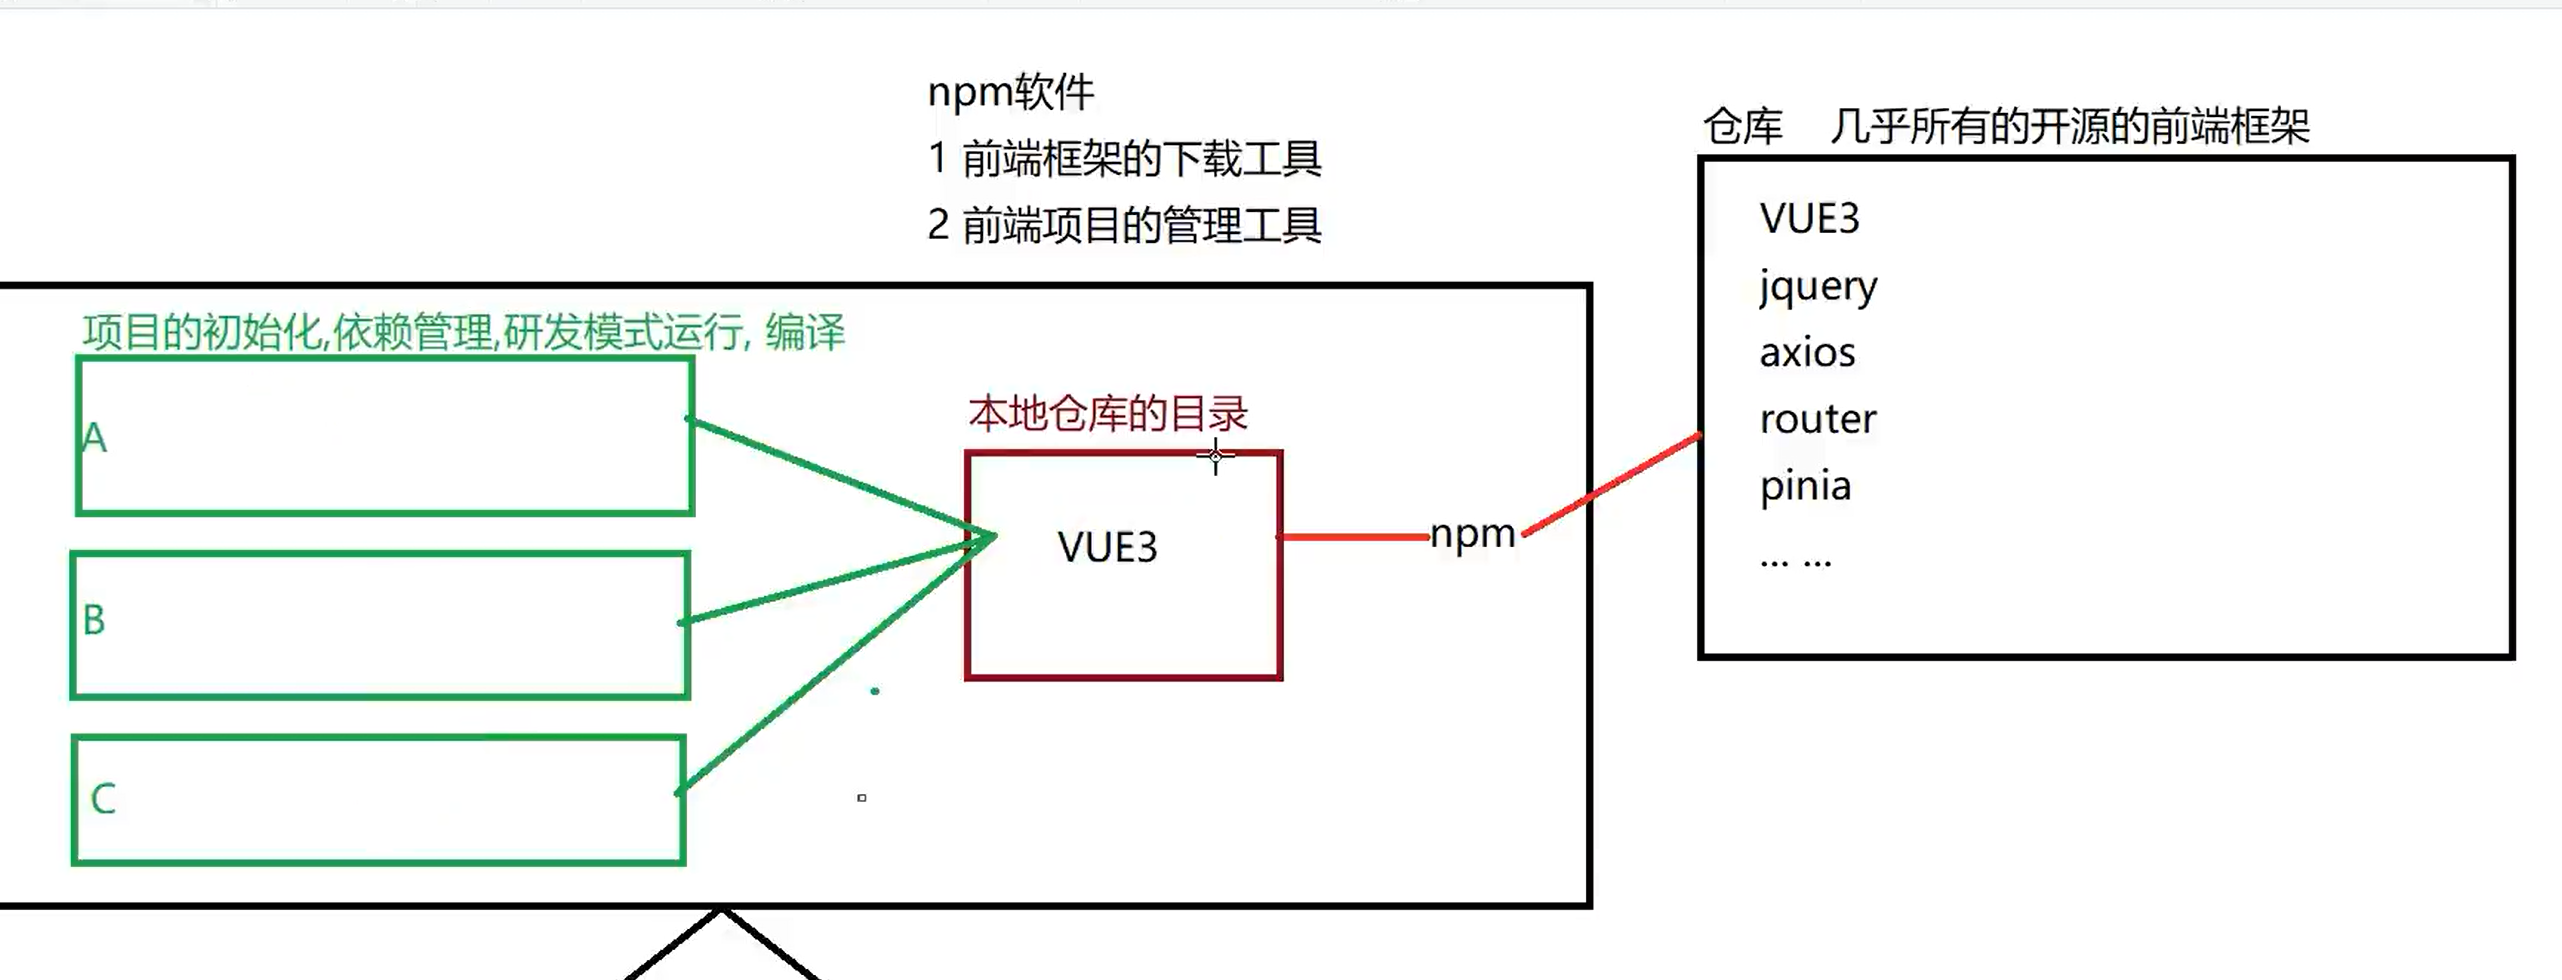 npm软件
1 前端框架的下载工具
2 前端项目的管理工具
仓库 几乎所有的开源的前端框架
VUE3
jquery
axios
router
pinia
... ...
项目的初始化,依赖管理,研发模式运行, 编译
A
B
C
本地仓库的目录
VUE3
npm